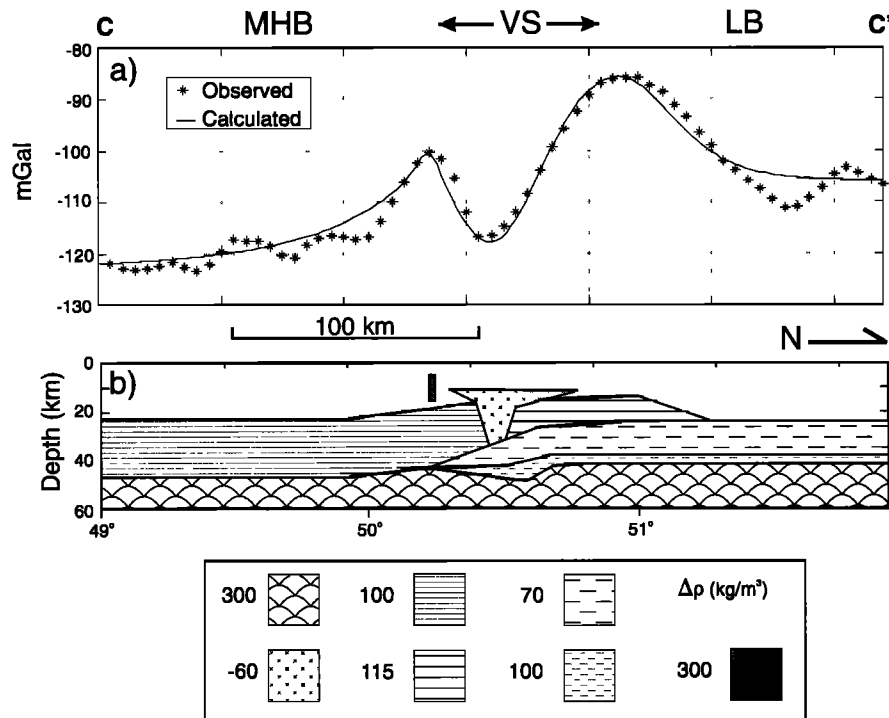 C MHB VS LB C'
a)
Observed
Calculated
mGal
-80
-90
-100
-110
-120
-130
100 km
N
b)
Depth (km)
0
20
40
60
49° 50° 51°
300 100 70 Δρ (kg/m³)
-60 115 100 300